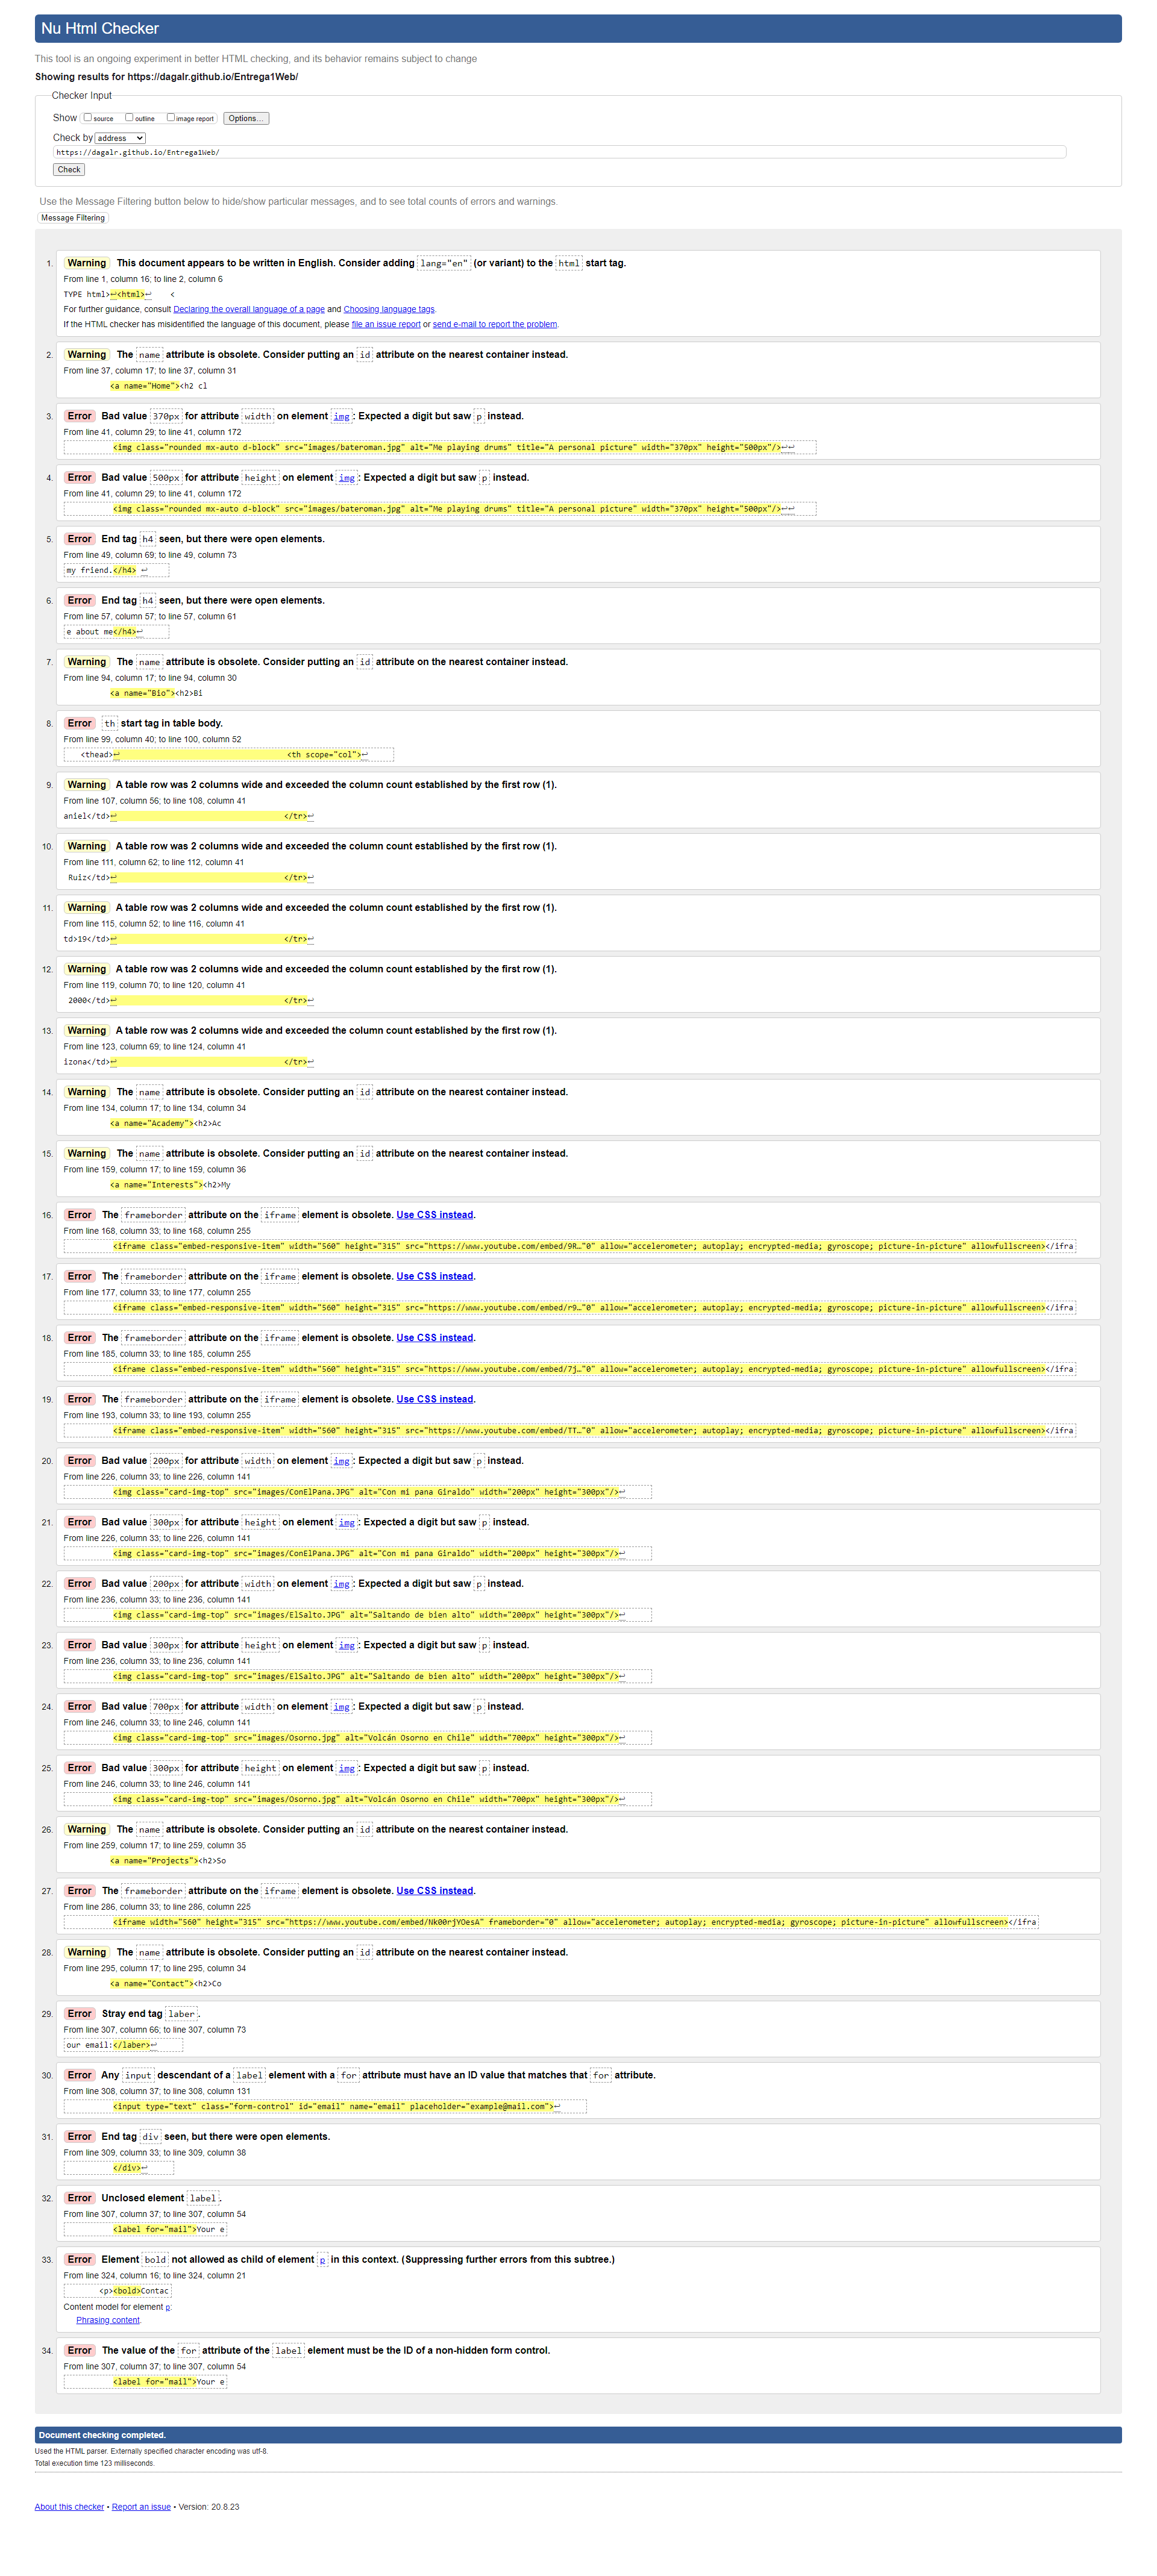 Nu Html Checker
This tool is an ongoing experiment in better HTML checking, and its behavior remains subject to change
Showing results for https://dagalr.github.io/Entrega1Web/
Checker Input
Show source outline image report Options...
Check by address
https://dagalr.github.io/Entrega1Web/
Check
Use the Message Filtering button below to hide/show particular messages, and to see total counts of errors and warnings.
Message Filtering
1. Warning This document appears to be written in English. Consider adding lang="en" (or variant) to the html start tag.
From line 1, column 16; to line 2, column 6
TYPE html>↩<html>↩ <
For further guidance, consult Declaring the overall language of a page and Choosing language tags.
If the HTML checker has misidentified the language of this document, please file an issue report or send e-mail to report the problem.
2. Warning The name attribute is obsolete. Consider putting an id attribute on the nearest container instead.
From line 37, column 17; to line 37, column 31
<a name="Home"><h2 cl
3. Error Bad value 370px for attribute width on element img: Expected a digit but saw p instead.
From line 41, column 29; to line 41, column 172
<img class="rounded mx-auto d-block" src="images/bateroman.jpg" alt="Me playing drums" title="A personal picture" width="370px" height="500px"/>↩↩
4. Error Bad value 500px for attribute height on element img: Expected a digit but saw p instead.
From line 41, column 29; to line 41, column 172
<img class="rounded mx-auto d-block" src="images/bateroman.jpg" alt="Me playing drums" title="A personal picture" width="370px" height="500px"/>↩↩
5. Error End tag h4 seen, but there were open elements.
From line 49, column 69; to line 49, column 73
my friend.</h4> ↩
6. Error End tag h4 seen, but there were open elements.
From line 57, column 57; to line 57, column 61
e about me</h4>↩
7. Warning The name attribute is obsolete. Consider putting an id attribute on the nearest container instead.
From line 94, column 17; to line 94, column 30
<a name="Bio"><h2>Bi
8. Error th start tag in table body.
From line 99, column 40; to line 100, column 52
<thead>↩ <th scope="col">↩
9. Warning A table row was 2 columns wide and exceeded the column count established by the first row (1).
From line 107, column 56; to line 108, column 41
aniel</td>↩ </tr>↩
10. Warning A table row was 2 columns wide and exceeded the column count established by the first row (1).
From line 111, column 62; to line 112, column 41
Ruiz</td>↩ </tr>↩
11. Warning A table row was 2 columns wide and exceeded the column count established by the first row (1).
From line 115, column 52; to line 116, column 41
td>19</td>↩ </tr>↩
12. Warning A table row was 2 columns wide and exceeded the column count established by the first row (1).
From line 119, column 70; to line 120, column 41
2000</td>↩ </tr>↩
13. Warning A table row was 2 columns wide and exceeded the column count established by the first row (1).
From line 123, column 69; to line 124, column 41
izona</td>↩ </tr>↩
14. Warning The name attribute is obsolete. Consider putting an id attribute on the nearest container instead.
From line 134, column 17; to line 134, column 34
<a name="Academy"><h2>Ac
15. Warning The name attribute is obsolete. Consider putting an id attribute on the nearest container instead.
From line 159, column 17; to line 159, column 36
<a name="Interests"><h2>My
16. Error The frameborder attribute on the iframe element is obsolete. Use CSS instead.
From line 168, column 33; to line 168, column 255
<iframe class="embed-responsive-item" width="560" height="315" src="https://www.youtube.com/embed/9R…"0" allow="accelerometer; autoplay; encrypted-media; gyroscope; picture-in-picture" allowfullscreen></ifra
17. Error The frameborder attribute on the iframe element is obsolete. Use CSS instead.
From line 177, column 33; to line 177, column 255
<iframe class="embed-responsive-item" width="560" height="315" src="https://www.youtube.com/embed/r9…"0" allow="accelerometer; autoplay; encrypted-media; gyroscope; picture-in-picture" allowfullscreen></ifra
18. Error The frameborder attribute on the iframe element is obsolete. Use CSS instead.
From line 185, column 33; to line 185, column 255
<iframe class="embed-responsive-item" width="560" height="315" src="https://www.youtube.com/embed/7j…"0" allow="accelerometer; autoplay; encrypted-media; gyroscope; picture-in-picture" allowfullscreen></ifra
19. Error The frameborder attribute on the iframe element is obsolete. Use CSS instead.
From line 193, column 33; to line 193, column 255
<iframe class="embed-responsive-item" width="560" height="315" src="https://www.youtube.com/embed/TT…"0" allow="accelerometer; autoplay; encrypted-media; gyroscope; picture-in-picture" allowfullscreen></ifra
20. Error Bad value 200px for attribute width on element img: Expected a digit but saw p instead.
From line 226, column 33; to line 226, column 141
<img class="card-img-top" src="images/ConElPana.JPG" alt="Con mi pana Giraldo" width="200px" height="300px"/>↩
21. Error Bad value 300px for attribute height on element img: Expected a digit but saw p instead.
From line 226, column 33; to line 226, column 141
<img class="card-img-top" src="images/ConElPana.JPG" alt="Con mi pana Giraldo" width="200px" height="300px"/>↩
22. Error Bad value 200px for attribute width on element img: Expected a digit but saw p instead.
From line 236, column 33; to line 236, column 141
<img class="card-img-top" src="images/ElSalto.JPG" alt="Saltando de bien alto" width="200px" height="300px"/>↩
23. Error Bad value 300px for attribute height on element img: Expected a digit but saw p instead.
From line 236, column 33; to line 236, column 141
<img class="card-img-top" src="images/ElSalto.JPG" alt="Saltando de bien alto" width="200px" height="300px"/>↩
24. Error Bad value 700px for attribute width on element img: Expected a digit but saw p instead.
From line 246, column 33; to line 246, column 141
<img class="card-img-top" src="images/Osorno.jpg" alt="Volcán Osorno en Chile" width="700px" height="300px"/>↩
25. Error Bad value 300px for attribute height on element img: Expected a digit but saw p instead.
From line 246, column 33; to line 246, column 141
<img class="card-img-top" src="images/Osorno.jpg" alt="Volcán Osorno en Chile" width="700px" height="300px"/>↩
26. Warning The name attribute is obsolete. Consider putting an id attribute on the nearest container instead.
From line 259, column 17; to line 259, column 35
<a name="Projects"><h2>So
27. Error The frameborder attribute on the iframe element is obsolete. Use CSS instead.
From line 286, column 33; to line 286, column 225
<iframe width="560" height="315" src="https://www.youtube.com/embed/Nk00rjYOesA" frameborder="0" allow="accelerometer; autoplay; encrypted-media; gyroscope; picture-in-picture" allowfullscreen></ifra
28. Warning The name attribute is obsolete. Consider putting an id attribute on the nearest container instead.
From line 295, column 17; to line 295, column 34
<a name="Contact"><h2>Co
29. Error Stray end tag laber.
From line 307, column 66; to line 307, column 73
our email:</laber>↩
30. Error Any input descendant of a label element with a for attribute must have an ID value that matches that for attribute.
From line 308, column 37; to line 308, column 131
<input type="text" class="form-control" id="email" name="email" placeholder="example@mail.com">↩
31. Error End tag div seen, but there were open elements.
From line 309, column 33; to line 309, column 38
</div>↩
32. Error Unclosed element label.
From line 307, column 37; to line 307, column 54
<label for="mail">Your e
33. Error Element bold not allowed as child of element p in this context. (Suppressing further errors from this subtree.)
From line 324, column 16; to line 324, column 21
<p><bold>Contac
Content model for element p:
Phrasing content.
34. Error The value of the for attribute of the label element must be the ID of a non-hidden form control.
From line 307, column 37; to line 307, column 54
<label for="mail">Your e
Document checking completed.
Used the HTML parser. Externally specified character encoding was utf-8.
Total execution time 123 milliseconds.
About this checker • Report an issue • Version: 20.8.23